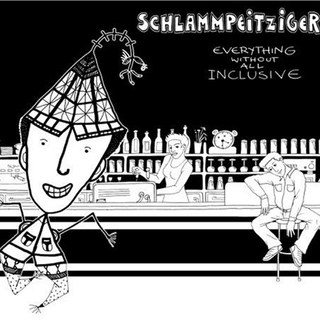 SCHLAMMPEITZIGER
EVERYTHING
WITHOUT
ALL
INCLUSIVE